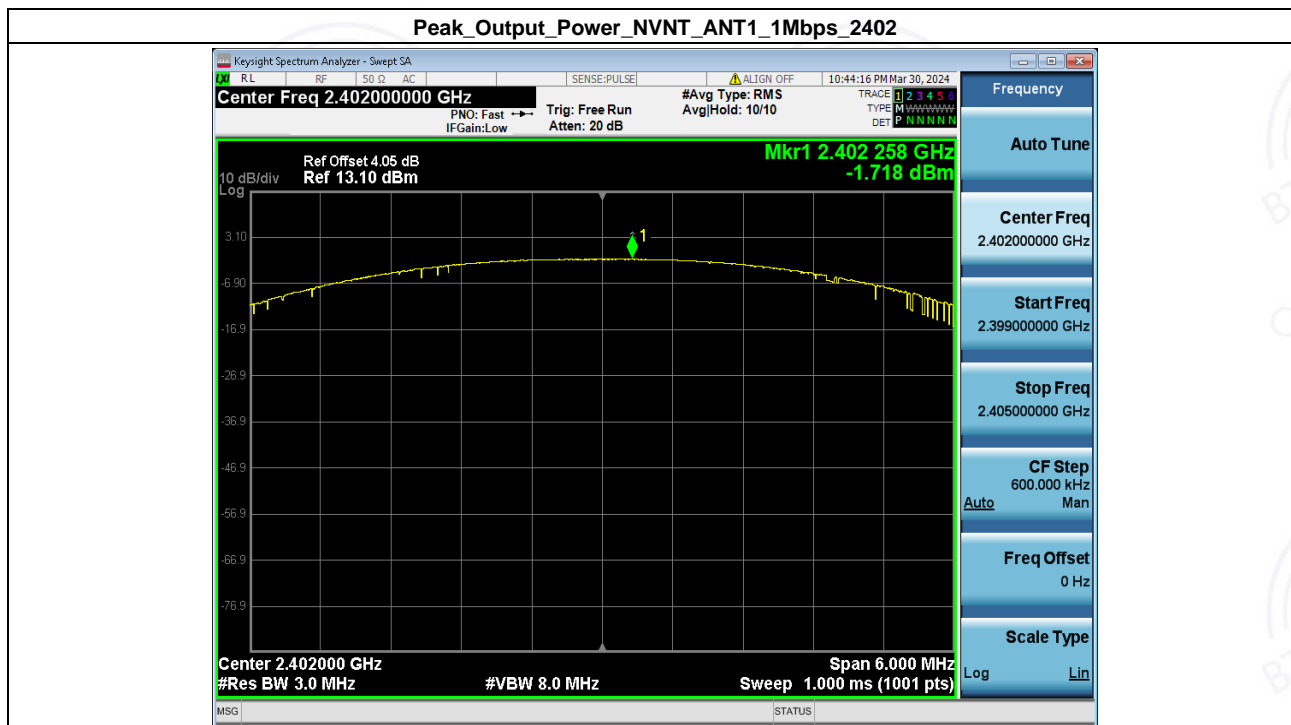 Peak_Output_Power_NVNT_ANT1_1Mbps_2402
Keysight Spectrum Analyzer - Swept SA
LXI RL RF 50 Ω AC SENSE:PULSE ALIGN OFF 10:44:16 PM Mar 30, 2024
Center Freq 2.402000000 GHz
PNO: Fast
IFGain:Low
Trig: Free Run
Atten: 20 dB
#Avg Type: RMS
Avg|Hold: 10/10
TRACE 1 2 3 4 5 6
TYPE M WWWWW
DET P N N N N N
Mkr1 2.402 258 GHz
-1.718 dBm
Ref Offset 4.05 dB
10 dB/div Ref 13.10 dBm
Log
1
3.10
-6.90
-16.9
-26.9
-36.9
-46.9
-56.9
-66.9
-76.9
Center 2.402000 GHz Span 6.000 MHz
#Res BW 3.0 MHz #VBW 8.0 MHz Sweep 1.000 ms (1001 pts)
MSG STATUS
Frequency
Auto Tune
Center Freq
2.402000000 GHz
Start Freq
2.399000000 GHz
Stop Freq
2.405000000 GHz
CF Step
600.000 kHz
Auto Man
Freq Offset
0 Hz
Scale Type
Log Lin